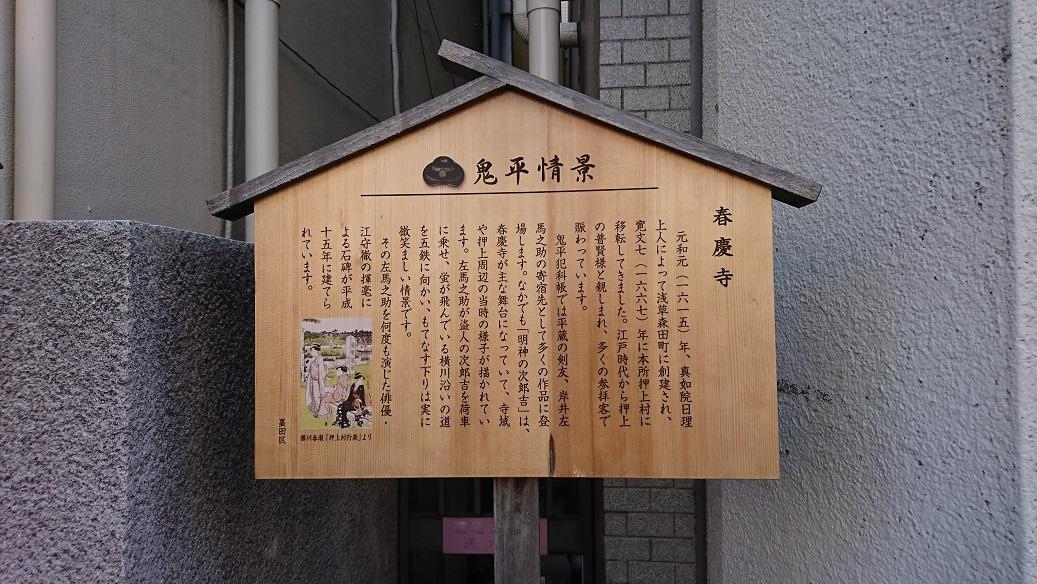 鬼平情景
春慶寺
元和元（一六一五）年、真如院日理
上人によって浅草森田町に創建され、
寛文七（一六六七）年に本所押上村に
移転してきました。江戸時代から押上
の普賢様と親しまれ、多くの参拝客で
賑わっています。
鬼平犯科帳では平蔵の剣友、岸井左
馬之助の寄宿先として多くの作品に登
場します。なかでも「明神の次郎吉」は、
春慶寺が主な舞台になっていて、寺域
や押上周辺の当時の様子が描かれてい
ます。左馬之助が盗人の次郎吉を荷車
に乗せ、蛍が飛んでいる横川沿いの道
を五鉄に向かい、もてなす下りは実に
微笑ましい情景です。
その左馬之助を何度も演じた俳優・
江守徹の揮毫に
よる石碑が平成
十五年に建てら
れています。
勝川春潮『押上村行楽』より
墨田区